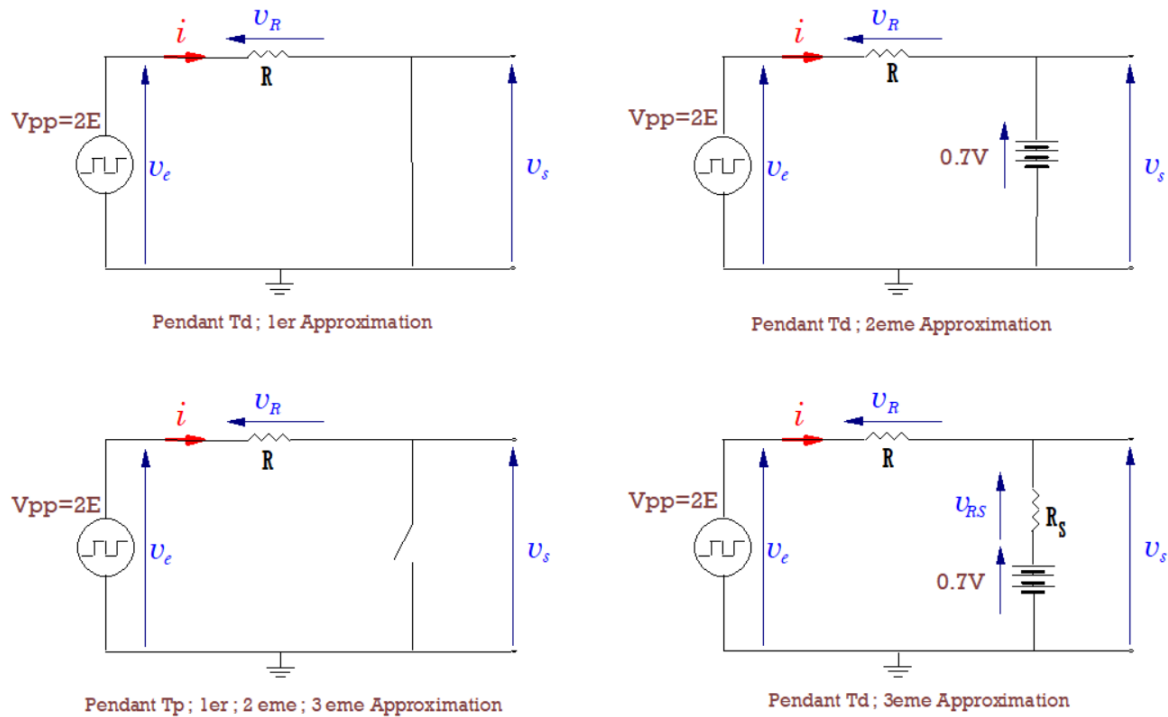 i
v_R
R
Vpp=2E
v_e
v_s
Pendant Td ; 1er Approximation
i
v_R
R
Vpp=2E
v_e
0.7V
v_s
Pendant Td ; 2eme Approximation
i
v_R
R
Vpp=2E
v_e
v_s
Pendant Tp ; 1er ; 2 eme ; 3 eme Approximation
i
v_R
R
Vpp=2E
v_RS
R_S
v_e
0.7V
v_s
Pendant Td ; 3eme Approximation